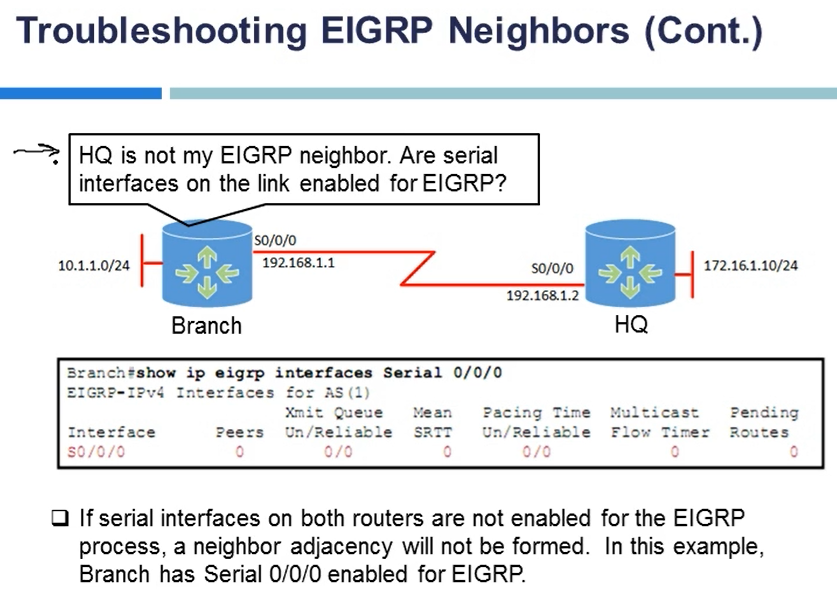 Troubleshooting EIGRP Neighbors (Cont.)
HQ is not my EIGRP neighbor. Are serial
interfaces on the link enabled for EIGRP?
S0/0/0
10.1.1.0/24
192.168.1.1
S0/0/0
172.16.1.10/24
192.168.1.2
Branch
HQ
Branch#show ip eigrp interfaces Serial 0/0/0
EIGRP-IPv4 Interfaces for AS(1)
Xmit Queue Mean Pacing Time Multicast Pending
Interface Peers Un/Reliable SRTT Un/Reliable Flow Timer Routes
S0/0/0 0 0/0 0 0/0 0 0
If serial interfaces on both routers are not enabled for the EIGRP
process, a neighbor adjacency will not be formed. In this example,
Branch has Serial 0/0/0 enabled for EIGRP.